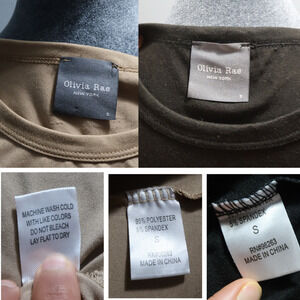 Olivia Rae
NEW YORK
S
Olivia Rae
NEW YORK
S
MACHINE WASH COLD
WITH LIKE COLORS
DO NOT BLEACH
LAY FLAT TO DRY
95% POLYESTER
5% SPANDEX
S
MADE IN CHINA
5% SPANDEX
S
MADE IN CHINA